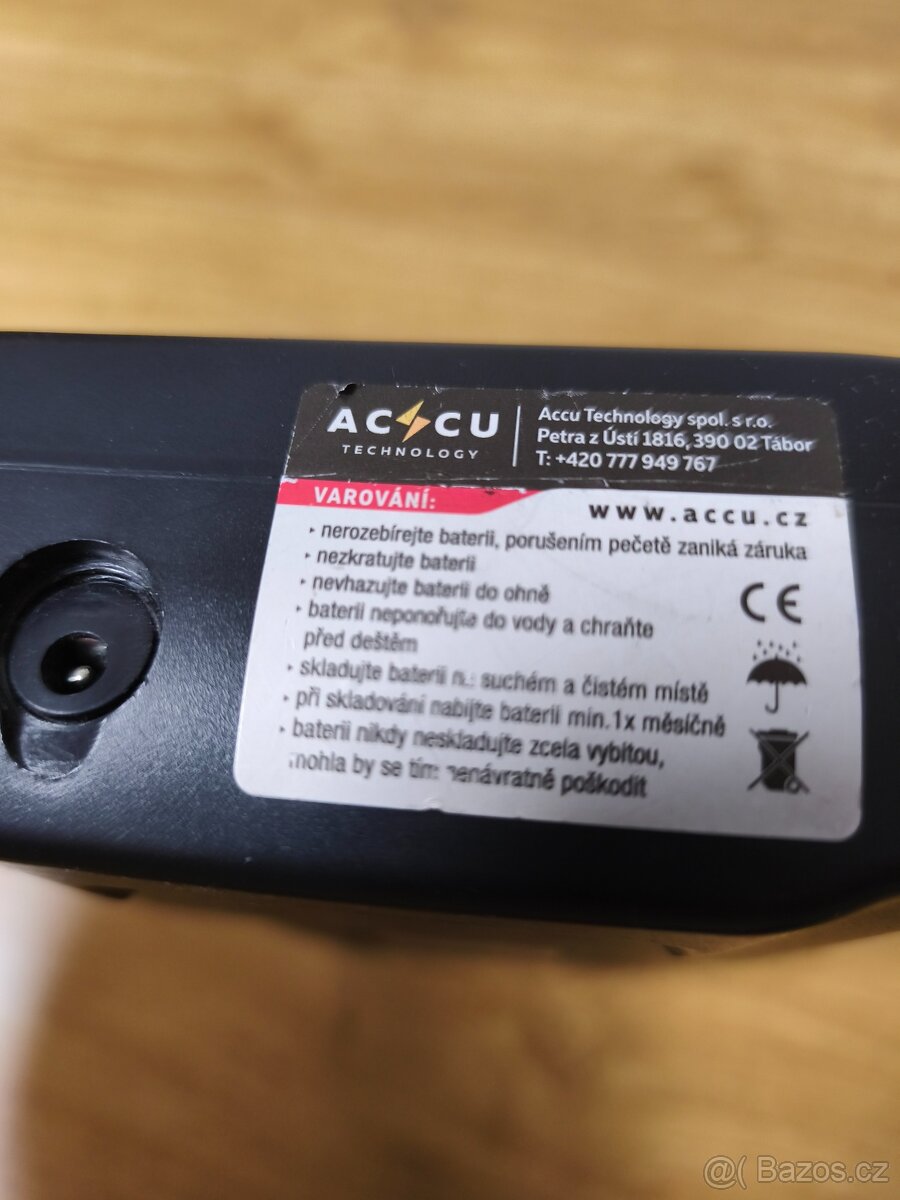 ACCU
TECHNOLOGY
Accu Technology spol. s r.o.
Petra z Ústí 1816, 390 02 Tábor
T: +420 777 949 767
VAROVÁNÍ:
www.accu.cz
• nerozebírejte baterii, porušením pečetě zaniká záruka
• nezkratujte baterii
• nevhazujte baterii do ohně
• baterii neponořujte do vody a chraňte
před deštěm
• skladujte baterii na suchém a čistém místě
• při skladování nabijte baterii min.1x měsíčně
• baterii nikdy neskladujte zcela vybitou,
mohla by se tím nenávratně poškodit
CE
@( Bazos.cz